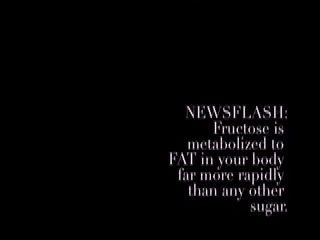 NEWSFLASH:
Fructose is
metabolized to
FAT in your body
far more rapidly
than any other
sugar.